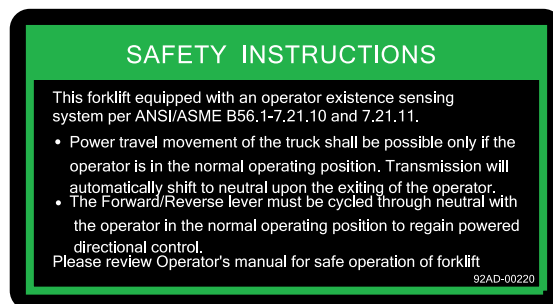 SAFETY INSTRUCTIONS
This forklift equipped with an operator existence sensing
system per ANSI/ASME B56.1-7.21.10 and 7.21.11.
• Power travel movement of the truck shall be possible only if the
operator is in the normal operating position. Transmission will
automatically shift to neutral upon the exiting of the operator.
• The Forward/Reverse lever must be cycled through neutral with
the operator in the normal operating position to regain powered
directional control.
Please review Operator's manual for safe operation of forklift
92AD-00220